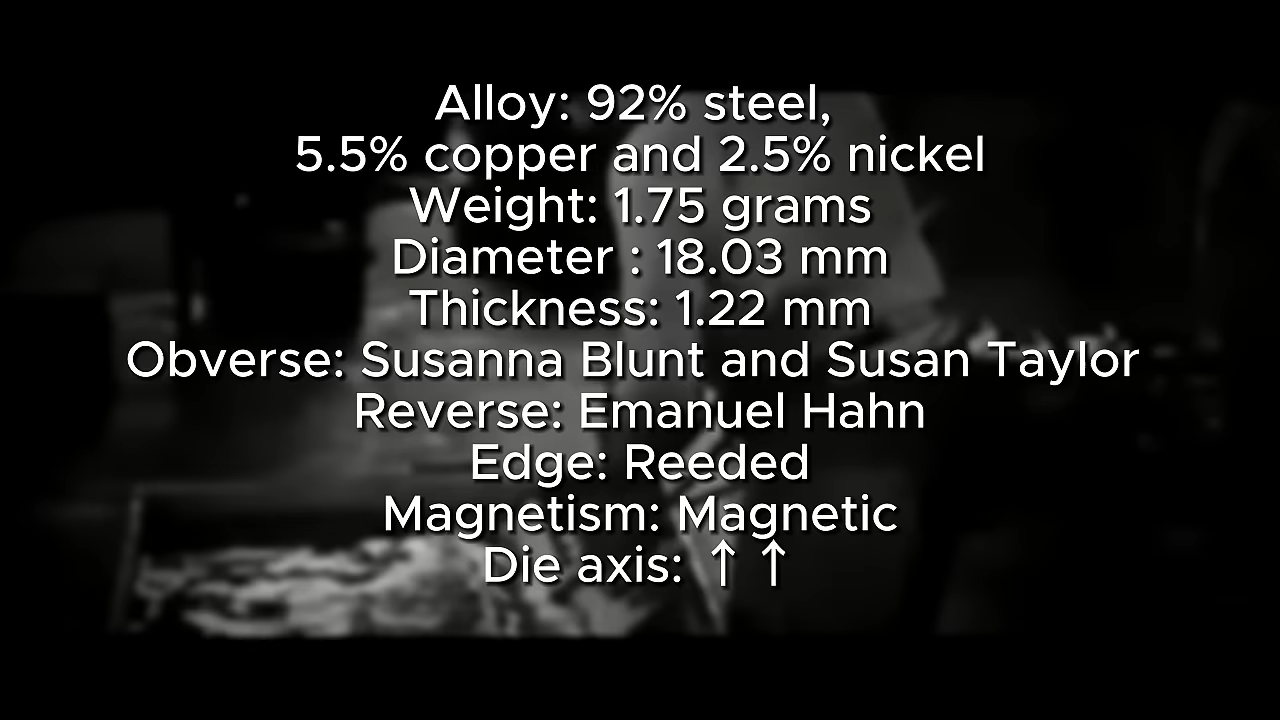 Alloy: 92% steel,
5.5% copper and 2.5% nickel
Weight: 1.75 grams
Diameter : 18.03 mm
Thickness: 1.22 mm
Obverse: Susanna Blunt and Susan Taylor
Reverse: Emanuel Hahn
Edge: Reeded
Magnetism: Magnetic
Die axis: ↑ ↑